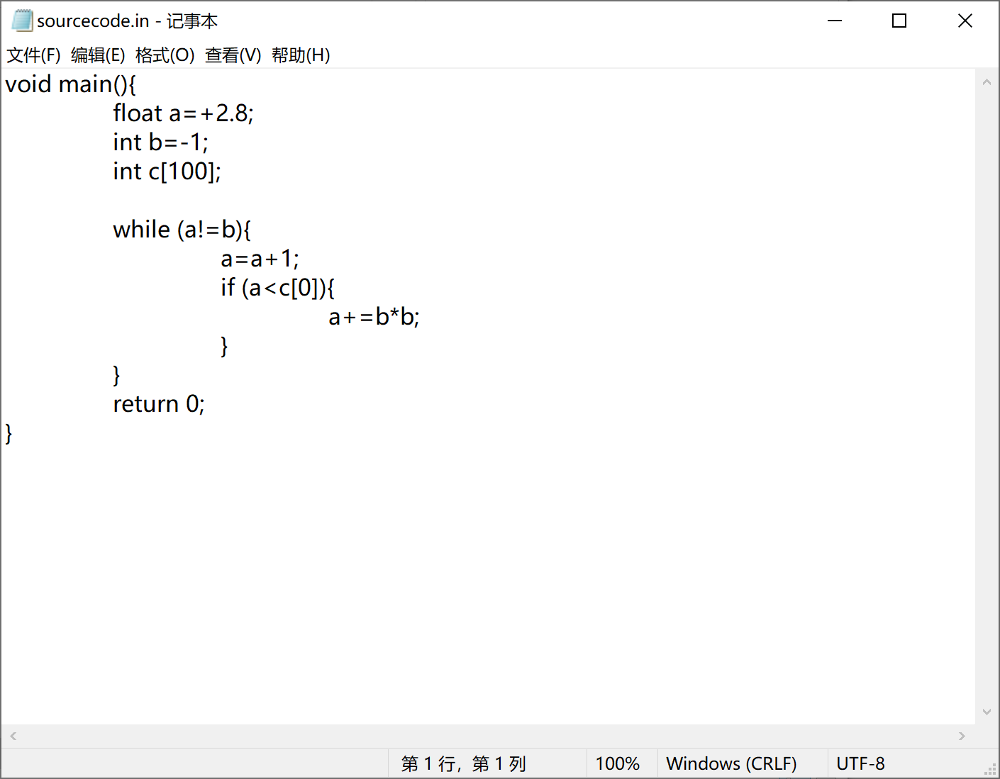 sourcecode.in - 记事本
文件(F) 编辑(E) 格式(O) 查看(V) 帮助(H)
void main(){
float a=+2.8;
int b=-1;
int c[100];
while (a!=b){
a=a+1;
if (a<c[0]){
a+=b*b;
}
}
return 0;
}
第 1 行，第 1 列 100% Windows (CRLF) UTF-8